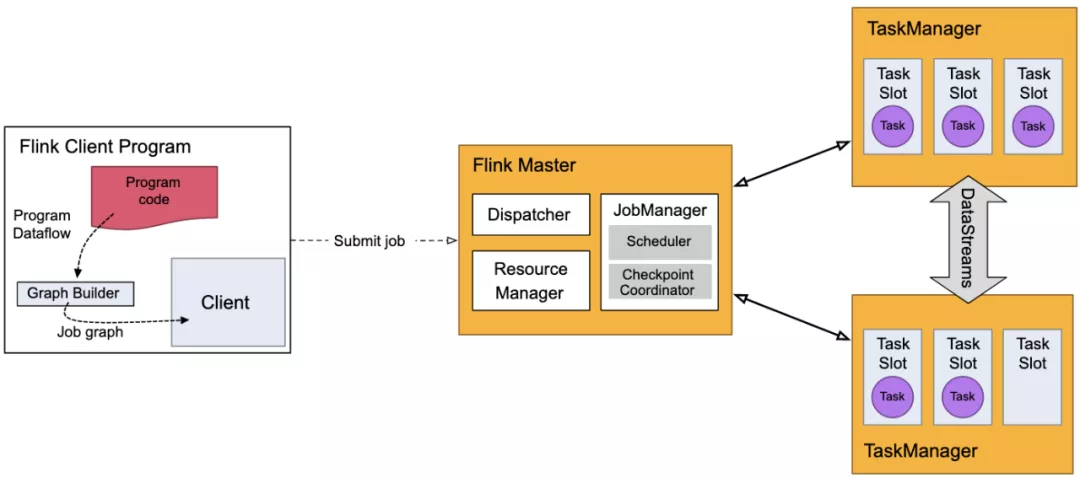 Flink Client Program
Program
code
Program
Dataflow
Graph Builder
Job graph
Client
Submit job
Flink Master
Dispatcher
Resource
Manager
JobManager
Scheduler
Checkpoint
Coordinator
TaskManager
Task
Slot
Task
Task
Slot
Task
Task
Slot
Task
DataStreams
Task
Slot
Task
Task
Slot
Task
Task
Slot
TaskManager